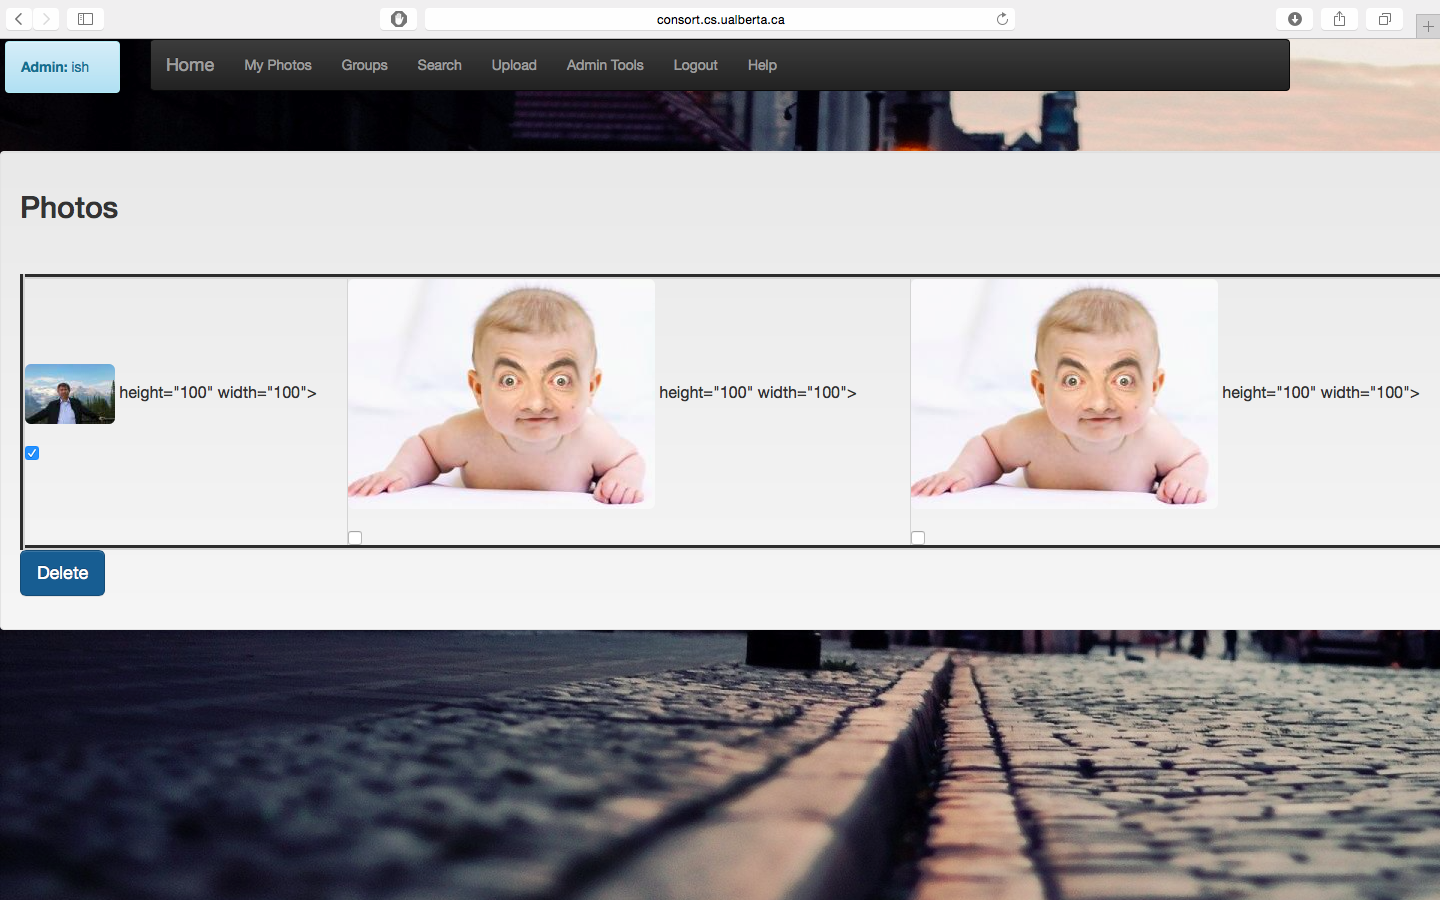 consort.cs.ualberta.ca
Admin: ish
Home My Photos Groups Search Upload Admin Tools Logout Help
Photos
height="100" width="100"> height="100" width="100"> height="100" width="100">
Delete